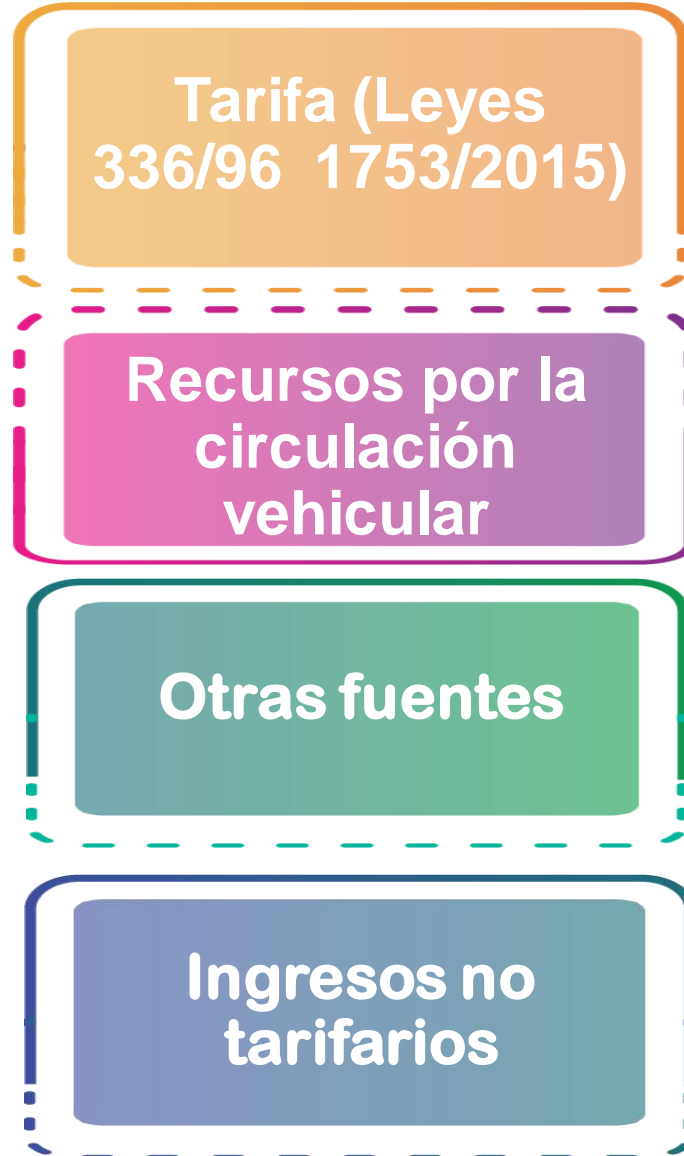 Tarifa (Leyes
336/96 1753/2015)
Recursos por la
circulación
vehicular
Otras fuentes
Ingresos no
tarifarios